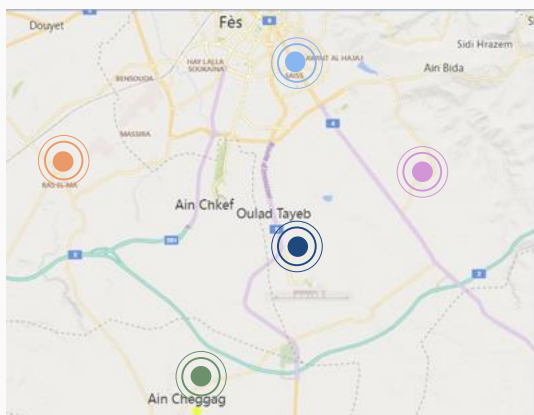 Fès
Douyet
Sidi Hrazem
HAY LALLA
SOUKAINA
SAISS
Ain Bida
BENSOUDA
MASSIRA
RAS EL-MA
Ain Chkef
Oulad Tayeb
Ain Cheggag